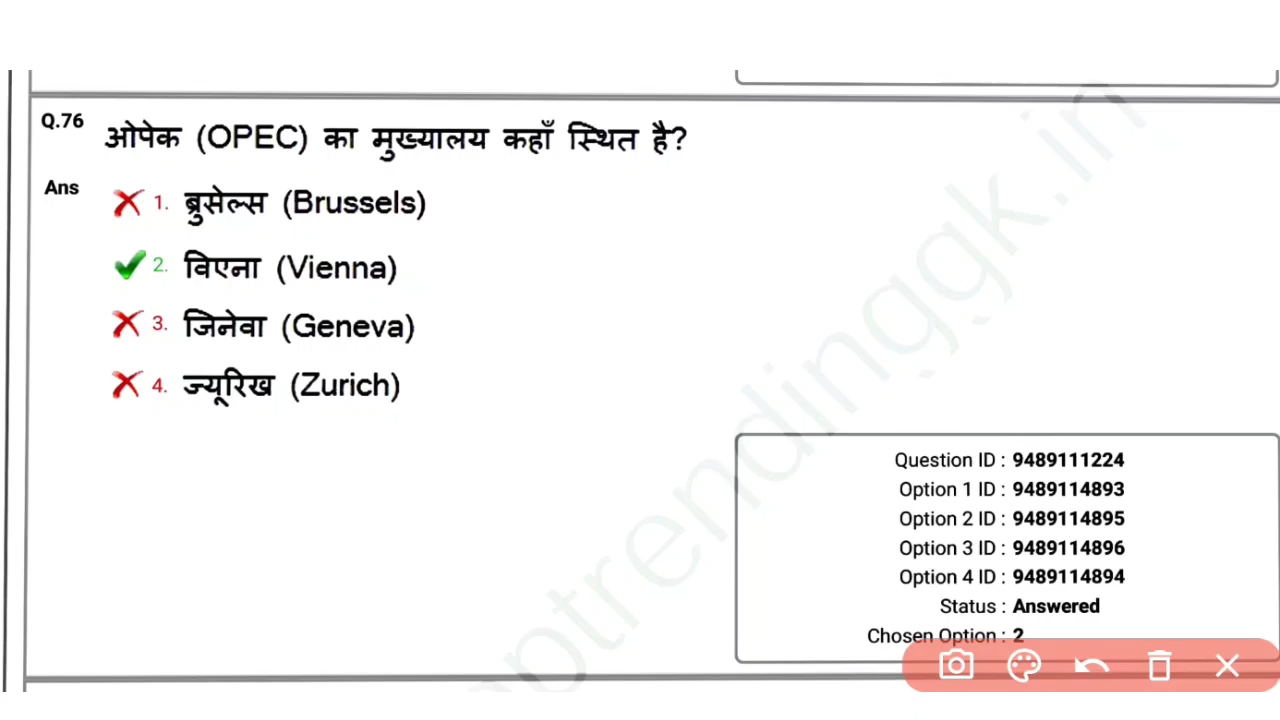 Q.76 ओपेक (OPEC) का मुख्यालय कहाँ स्थित है?
Ans 1. ब्रुसेल्स (Brussels)
2. विएना (Vienna)
3. जिनेवा (Geneva)
4. ज्यूरिख (Zurich)
Question ID : 9489111224
Option 1 ID : 9489114893
Option 2 ID : 9489114895
Option 3 ID : 9489114896
Option 4 ID : 9489114894
Status : Answered
Chosen Option : 2